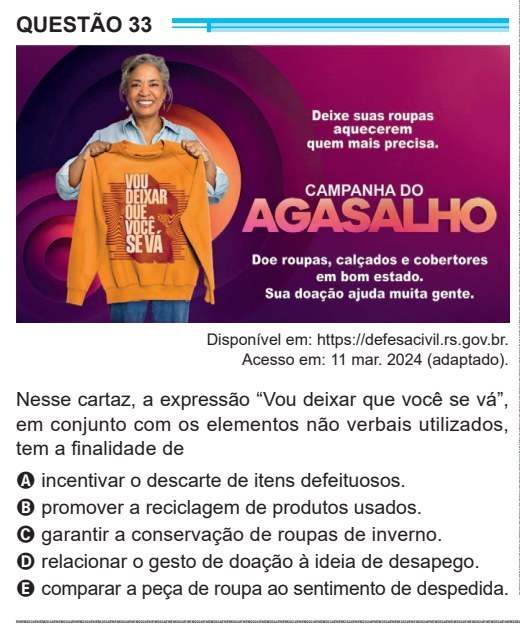 QUESTÃO 33
Deixe suas roupas
aquecerem
quem mais precisa.
VOU
DEIXAR
QUE
VOCÊ
SE VÁ
CAMPANHA DO
AGASALHO
Doe roupas, calçados e cobertores
em bom estado.
Sua doação ajuda muita gente.
Disponível em: https://defesacivil.rs.gov.br.
Acesso em: 11 mar. 2024 (adaptado).
Nesse cartaz, a expressão “Vou deixar que você se vá”,
em conjunto com os elementos não verbais utilizados,
tem a finalidade de
A incentivar o descarte de itens defeituosos.
B promover a reciclagem de produtos usados.
C garantir a conservação de roupas de inverno.
D relacionar o gesto de doação à ideia de desapego.
E comparar a peça de roupa ao sentimento de despedida.